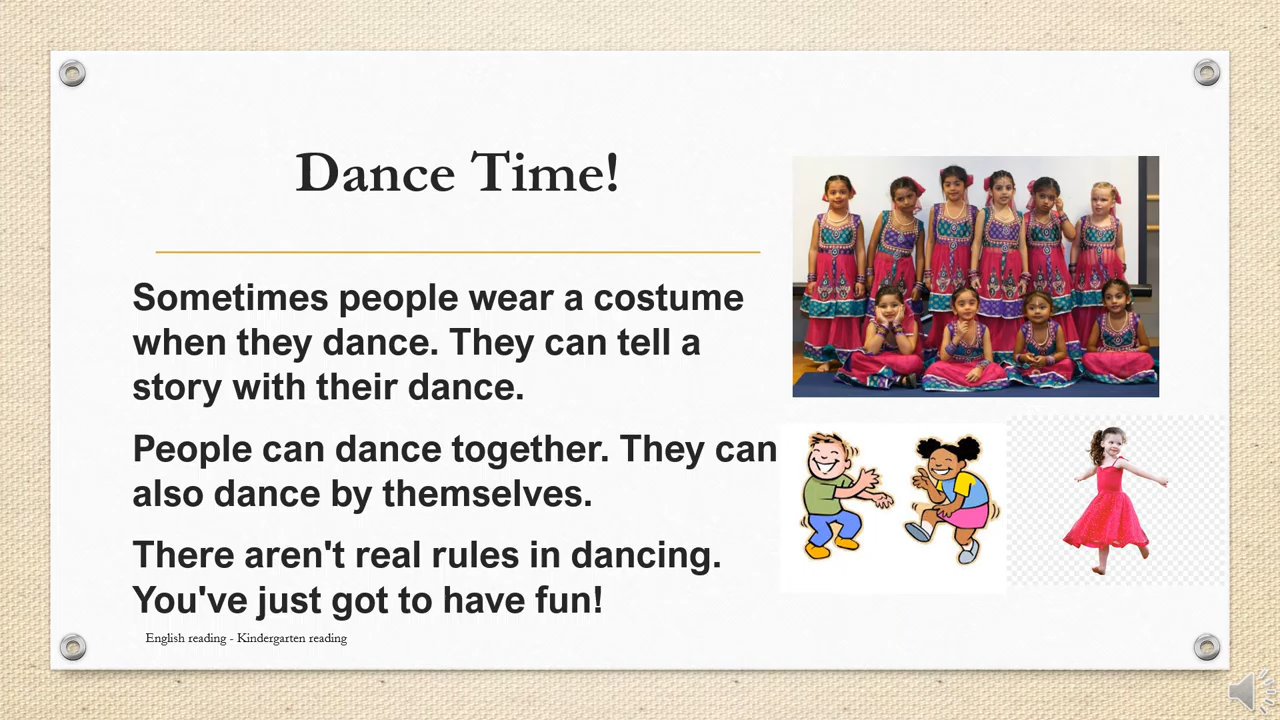 Dance Time!
Sometimes people wear a costume
when they dance. They can tell a
story with their dance.
People can dance together. They can
also dance by themselves.
There aren't real rules in dancing.
You've just got to have fun!
English reading - Kindergarten reading